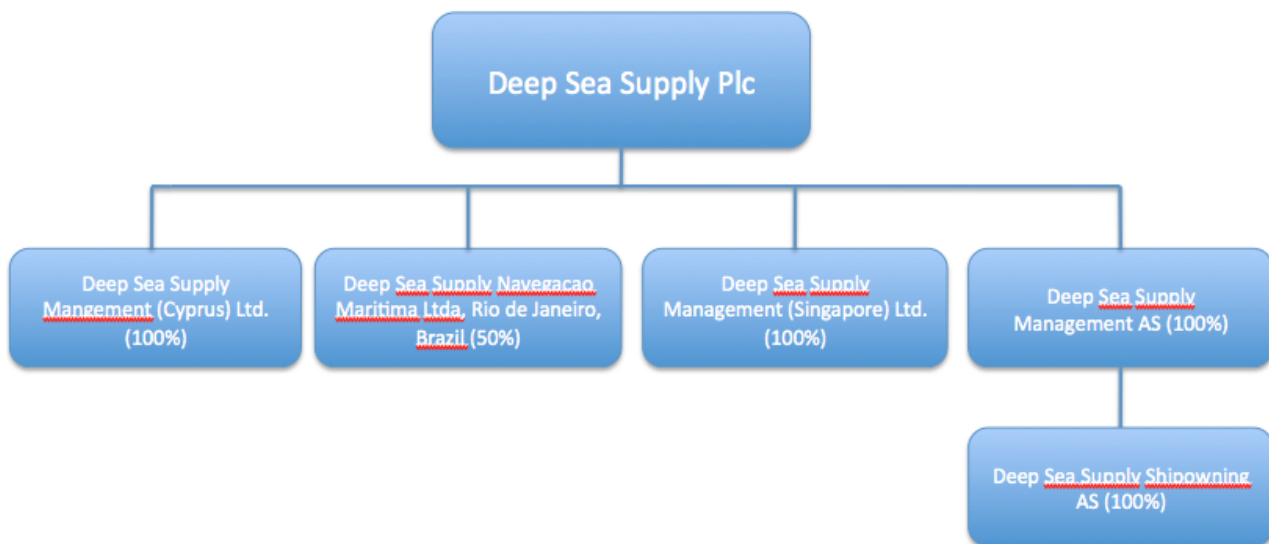 Deep Sea Supply Plc
Deep Sea Supply
Mangement (Cyprus) Ltd.
(100%)
Deep Sea Supply Navegacao
Maritima Ltda, Rio de Janeiro,
Brazil (50%)
Deep Sea Supply
Management (Singapore) Ltd.
(100%)
Deep Sea Supply
Management AS (100%)
Deep Sea Supply Shipowning
AS (100%)